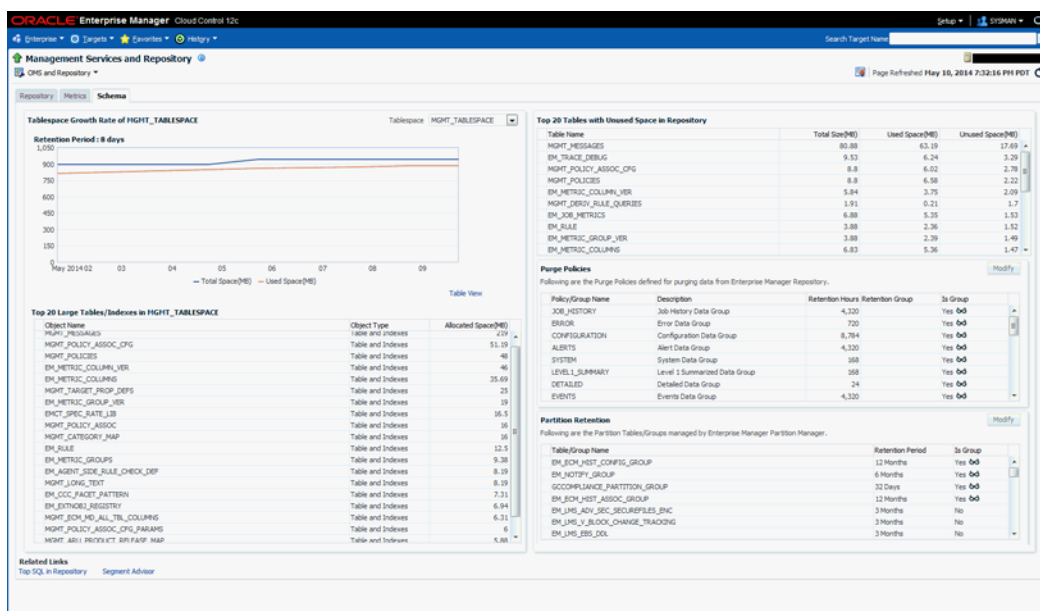 ORACLE Enterprise Manager Cloud Control 12c
Setup SYSMAN
Enterprise Targets Favorites History
Search Target Name
Management Services and Repository
OMS and Repository
Page Refreshed May 10, 2014 7:32:16 PM PDT
Repository Metrics Schema
Tablespace Growth Rate of MGMT_TABLESPACE
Tablespace MGMT_TABLESPACE
Retention Period : 8 days
1,050
900
750
600
450
300
150
0
May 2014 02 03 04 05 06 07 08 09
Total Space(MB) Used Space(MB)
Table View
Top 20 Large Tables/Indexes in MGMT_TABLESPACE
Object Name Object Type Allocated Space(MB)
MGMT_MESSAGES Table and Indexes 219
MGMT_POLICY_ASSOC_CFG Table and Indexes 51.19
MGMT_POLICIES Table and Indexes 48
EM_METRIC_COLUMN_VER Table and Indexes 46
EM_METRIC_COLUMNS Table and Indexes 35.69
MGMT_TARGET_PROP_DEFS Table and Indexes 25
EM_METRIC_GROUP_VER Table and Indexes 19
EMCT_SPEC_RATE_LIB Table and Indexes 16.5
MGMT_POLICY_ASSOC Table and Indexes 16
MGMT_CATEGORY_MAP Table and Indexes 16
EM_RULE Table and Indexes 12.5
EM_METRIC_GROUPS Table and Indexes 9.38
EM_AGENT_SIDE_RULE_CHECK_DEF Table and Indexes 8.19
MGMT_LONG_TEXT Table and Indexes 8.19
EM_CCC_FACET_PATTERN Table and Indexes 7.31
EM_EXTNOBJ_REGISTRY Table and Indexes 6.94
MGMT_ECM_MD_ALL_TBL_COLUMNS Table and Indexes 6.31
MGMT_POLICY_ASSOC_CFG_PARAMS Table and Indexes 6
MGMT_ARU_PRODUCT_RELEASE_MAP Table and Indexes 5.88
Related Links
Top SQL in Repository Segment Advisor
Top 20 Tables with Unused Space in Repository
Table Name Total Size(MB) Used Space(MB) Unused Space(MB)
MGMT_MESSAGES 80.88 63.19 17.69
EM_TRACE_DEBUG 9.53 6.24 3.29
MGMT_POLICY_ASSOC_CFG 8.8 6.02 2.78
MGMT_POLICIES 8.8 6.58 2.22
EM_METRIC_COLUMN_VER 5.84 3.75 2.09
MGMT_DERIV_RULE_QUERIES 1.91 0.21 1.7
EM_JOB_METRICS 6.88 5.35 1.53
EM_RULE 3.88 2.36 1.52
EM_METRIC_GROUP_VER 3.88 2.39 1.49
EM_METRIC_COLUMNS 6.83 5.36 1.47
Purge Policies
Modify
Following are the Purge Policies defined for purging data from Enterprise Manager Repository.
Policy/Group Name Description Retention Hours Retention Group Is Group
JOB_HISTORY Job History Data Group 4,320 Yes
ERROR Error Data Group 720 Yes
CONFIGURATION Configuration Data Group 8,784 Yes
ALERTS Alert Data Group 4,320 Yes
SYSTEM System Data Group 168 Yes
LEVEL1_SUMMARY Level 1 Summarized Data Group 168 Yes
DETAILED Detailed Data Group 24 Yes
EVENTS Events Data Group 4,320 Yes
Partition Retention
Modify
Following are the Partition Tables/Groups managed by Enterprise Manager Partition Manager.
Table/Group Name Retention Period Is Group
EM_ECM_HIST_CONFIG_GROUP 12 Months Yes
EM_NOTIFY_GROUP 6 Months Yes
GCCOMPLIANCE_PARTITION_GROUP 32 Days Yes
EM_ECM_HIST_ASSOC_GROUP 12 Months Yes
EM_LMS_ADV_SEC_SECUREFILES_ENC 3 Months No
EM_LMS_V_BLOCK_CHANGE_TRACKING 3 Months No
EM_LMS_EBS_DDL 3 Months No